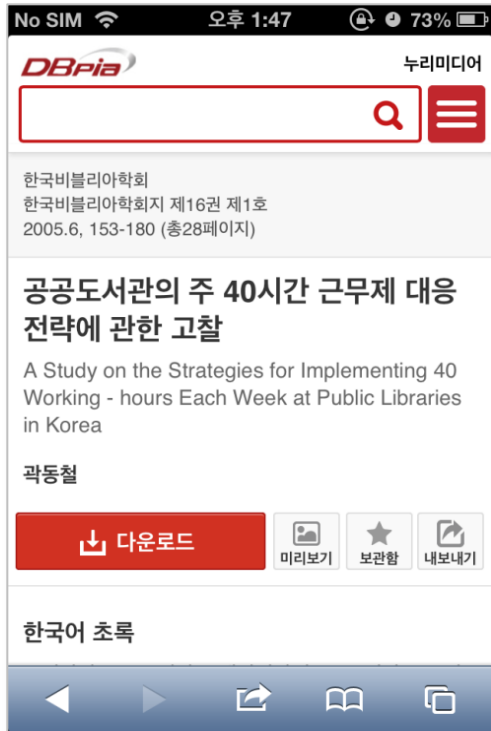 No SIM 오후 1:47 73%
DBpia 누리미디어
한국비블리아학회
한국비블리아학회지 제16권 제1호
2005.6, 153-180 (총28페이지)
공공도서관의 주 40시간 근무제 대응
전략에 관한 고찰
A Study on the Strategies for Implementing 40
Working - hours Each Week at Public Libraries
in Korea
곽동철
다운로드 미리보기 보관함 내보내기
한국어 초록